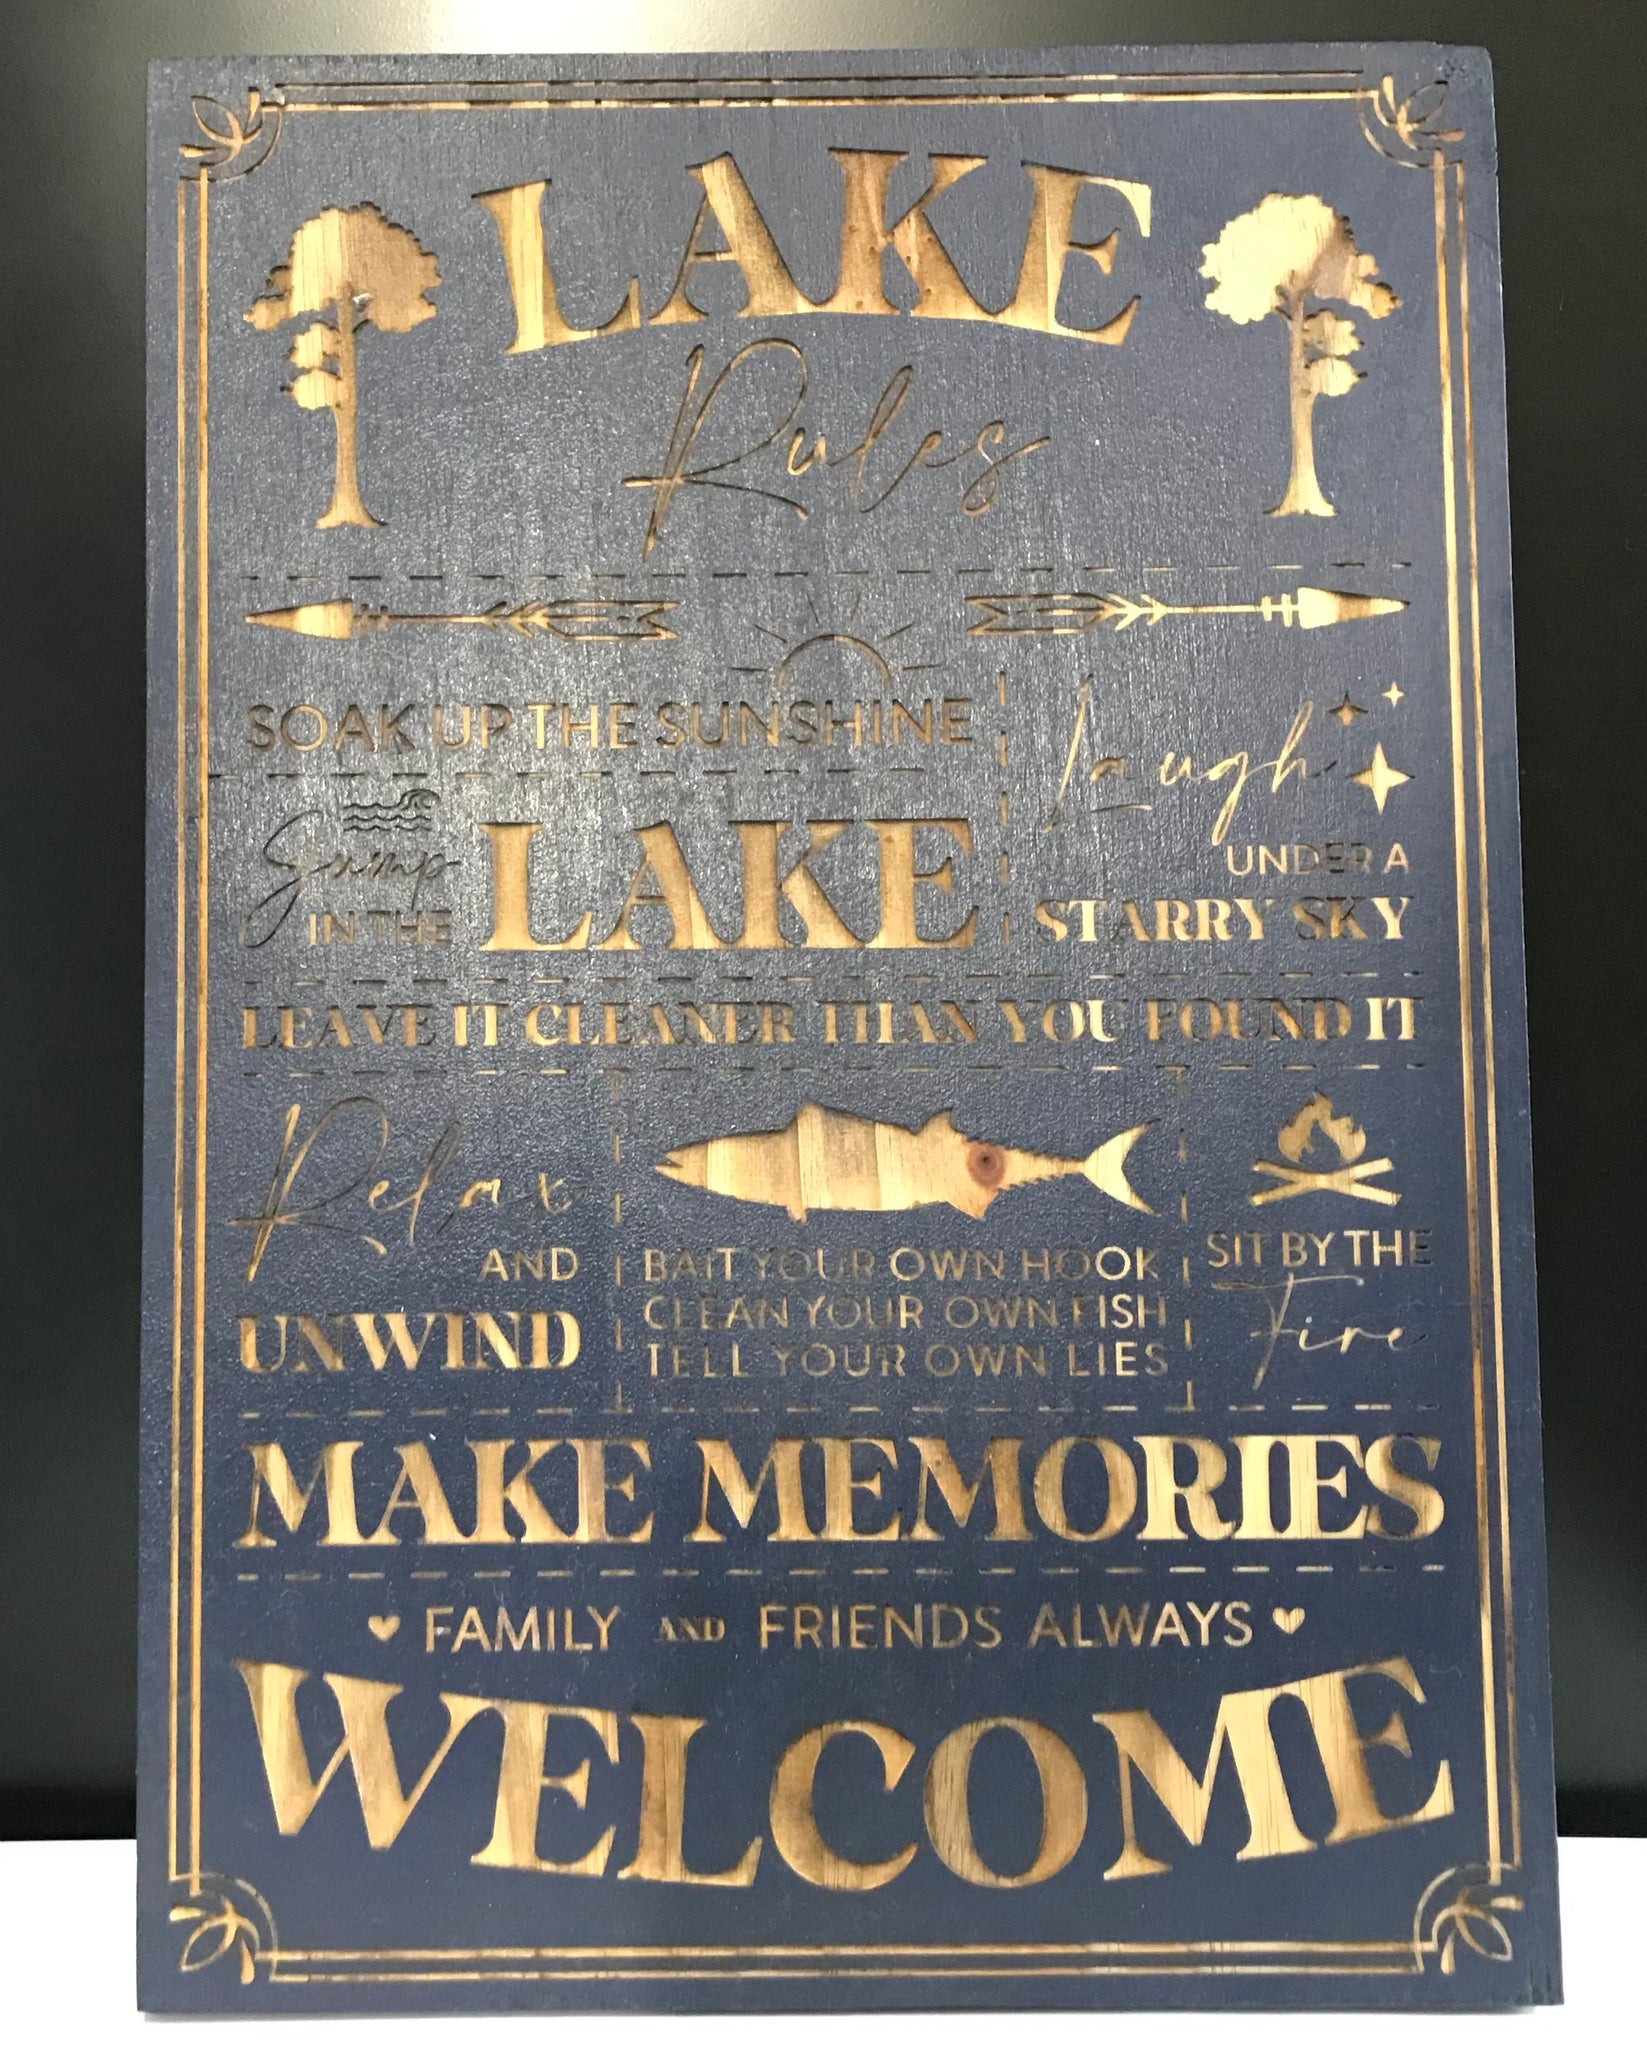 LAKE
Rules
SOAK UP THE SUNSHINE
Jump
IN THE
LAKE
Laugh
UNDER A
STARRY SKY
LEAVE IT CLEANER THAN YOU FOUND IT
Relax
AND
UNWIND
BAIT YOUR OWN HOOK
CLEAN YOUR OWN FISH
TELL YOUR OWN LIES
SIT BY THE
Fire
MAKE MEMORIES
FAMILY AND FRIENDS ALWAYS
WELCOME